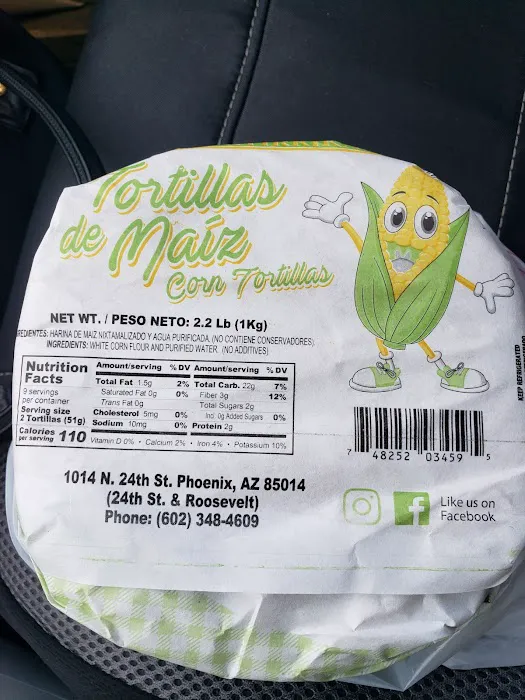 Tortillas
de Maíz
Corn Tortillas
NET WT. / PESO NETO: 2.2 Lb (1Kg)
REDIENTES: HARINA DE MAIZ NIXTAMALIZADO Y AGUA PURIFICADA. (NO CONTIENE CONSERVADORES)
INGREDIENTS: WHITE CORN FLOUR AND PURIFIED WATER. (NO ADDITIVES)
Nutrition Facts
9 servings per container
Serving size
2 Tortillas (51g)
Calories per serving 110
Amount/serving % DV
Total Fat 1.5g 2%
Saturated Fat 0g 0%
Trans Fat 0g
Cholesterol 5mg 0%
Sodium 10mg 0%
Amount/serving % DV
Total Carb. 22g 7%
Fiber 3g 12%
Total Sugars 2g
Incl. 0g Added Sugars 0%
Protein 2g
Vitamin D 0% • Calcium 2% • Iron 4% • Potassium 10%
7 48252 03459 5
KEEP REFRIGERATED
1014 N. 24th St. Phoenix, AZ 85014
(24th St. & Roosevelt)
Phone: (602) 348-4609
f
Like us on
Facebook